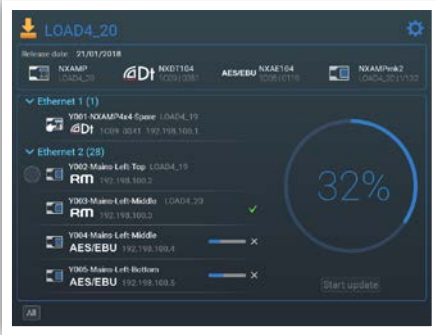 LOAD4_20
Release date 21/01/2018
NXAMP LOAD4_20
Dt NXDT104
AES/EBU NXAE104
NXAMPmk2
Ethernet 1 (1)
Y001-NXAMP4x4-Spare LOAD4_19
Dt 192.198.100.1
Ethernet 2 (28)
Y002-Mains-Left-Top LOAD4_19
RM 192.198.100.2
Y003-Mains-Left-Middle LOAD4_20
RM 192.198.100.3
Y004-Mains-Left-Middle
AES/EBU 192.198.100.4
Y005-Mains-Left-Bottom
AES/EBU 192.198.100.5
32%
Start update
All